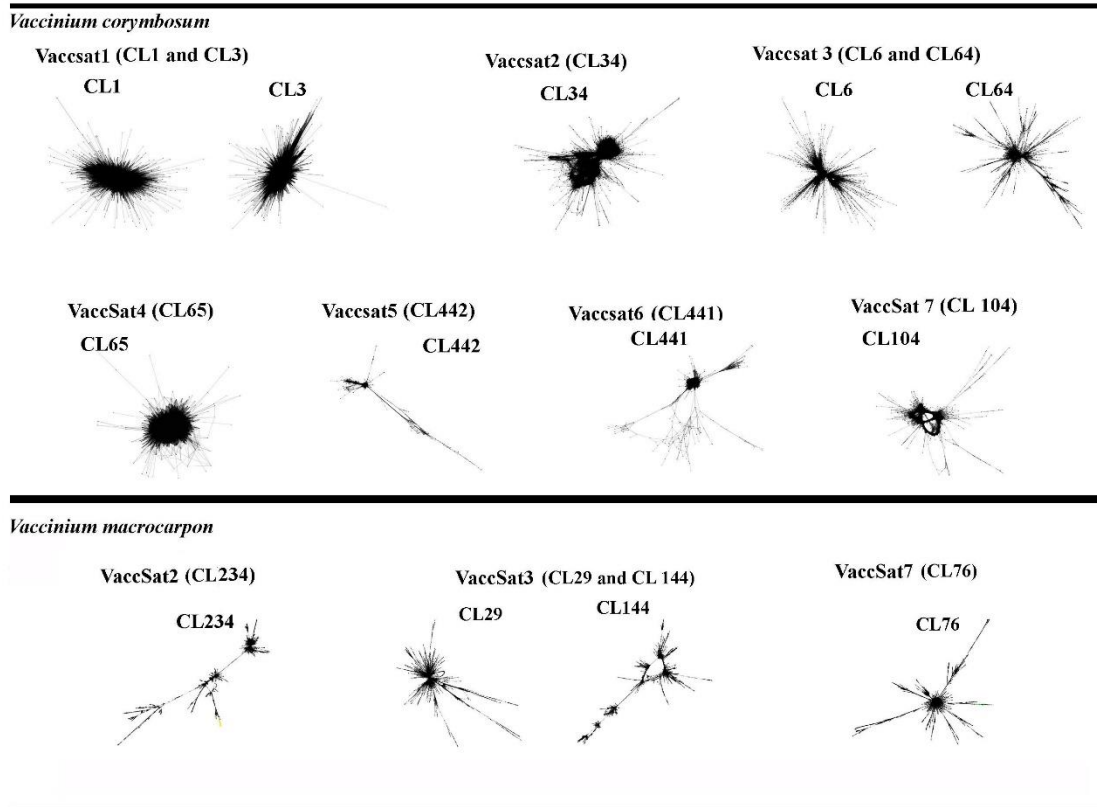 Vaccinium corymbosum
Vaccsat1 (CL1 and CL3)
CL1
CL3
Vaccsat2 (CL34)
CL34
Vaccsat 3 (CL6 and CL64)
CL6
CL64
VaccSat4 (CL65)
CL65
Vaccsat5 (CL442)
CL442
Vaccsat6 (CL441)
CL441
VaccSat 7 (CL 104)
CL104
Vaccinium macrocarpon
VaccSat2 (CL234)
CL234
VaccSat3 (CL29 and CL 144)
CL29
CL144
VaccSat7 (CL76)
CL76